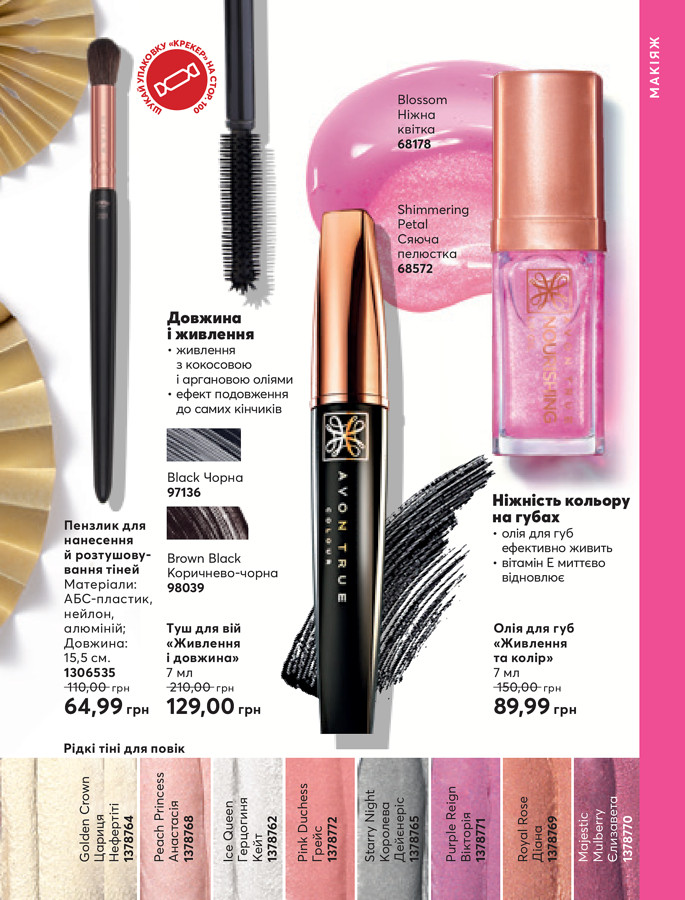 МАКІЯЖ
ШУКАЙ УПАКОВКУ «КРЕКЕР» НА СТОР. 100
Blossom
Ніжна
квітка
68178
Shimmering
Petal
Сяюча
пелюстка
68572
Довжина
і живлення
• живлення
з кокосовою
і аргановою оліями
• ефект подовження
до самих кінчиків
Black Чорна
97136
Brown Black
Коричнево-чорна
98039
AVON TRUE
COLOUR
NOURISHING
Ніжність кольору
на губах
• олія для губ
ефективно живить
• вітамін Е миттєво
відновлює
Пензлик для
нанесення
й розтушову-
вання тіней
Матеріали:
АБС-пластик,
нейлон,
алюміній;
Довжина:
15,5 см.
1306535
110,00 грн
64,99 грн
Туш для вій
«Живлення
і довжина»
7 мл
210,00 грн
129,00 грн
Олія для губ
«Живлення
та колір»
7 мл
150,00 грн
89,99 грн
Рідкі тіні для повік
Golden Crown
Цариця
Нефертіті
1378764
Peach Princess
Анастасія
1378768
Ice Queen
Герцогиня
Кейт
1378762
Pink Duchess
Грейс
1378772
Starry Night
Королева
Дейєнеріс
1378765
Purple Reign
Вікторія
1378771
Royal Rose
Діана
1378769
Majestic
Mulberry
Єлизавета
1378770